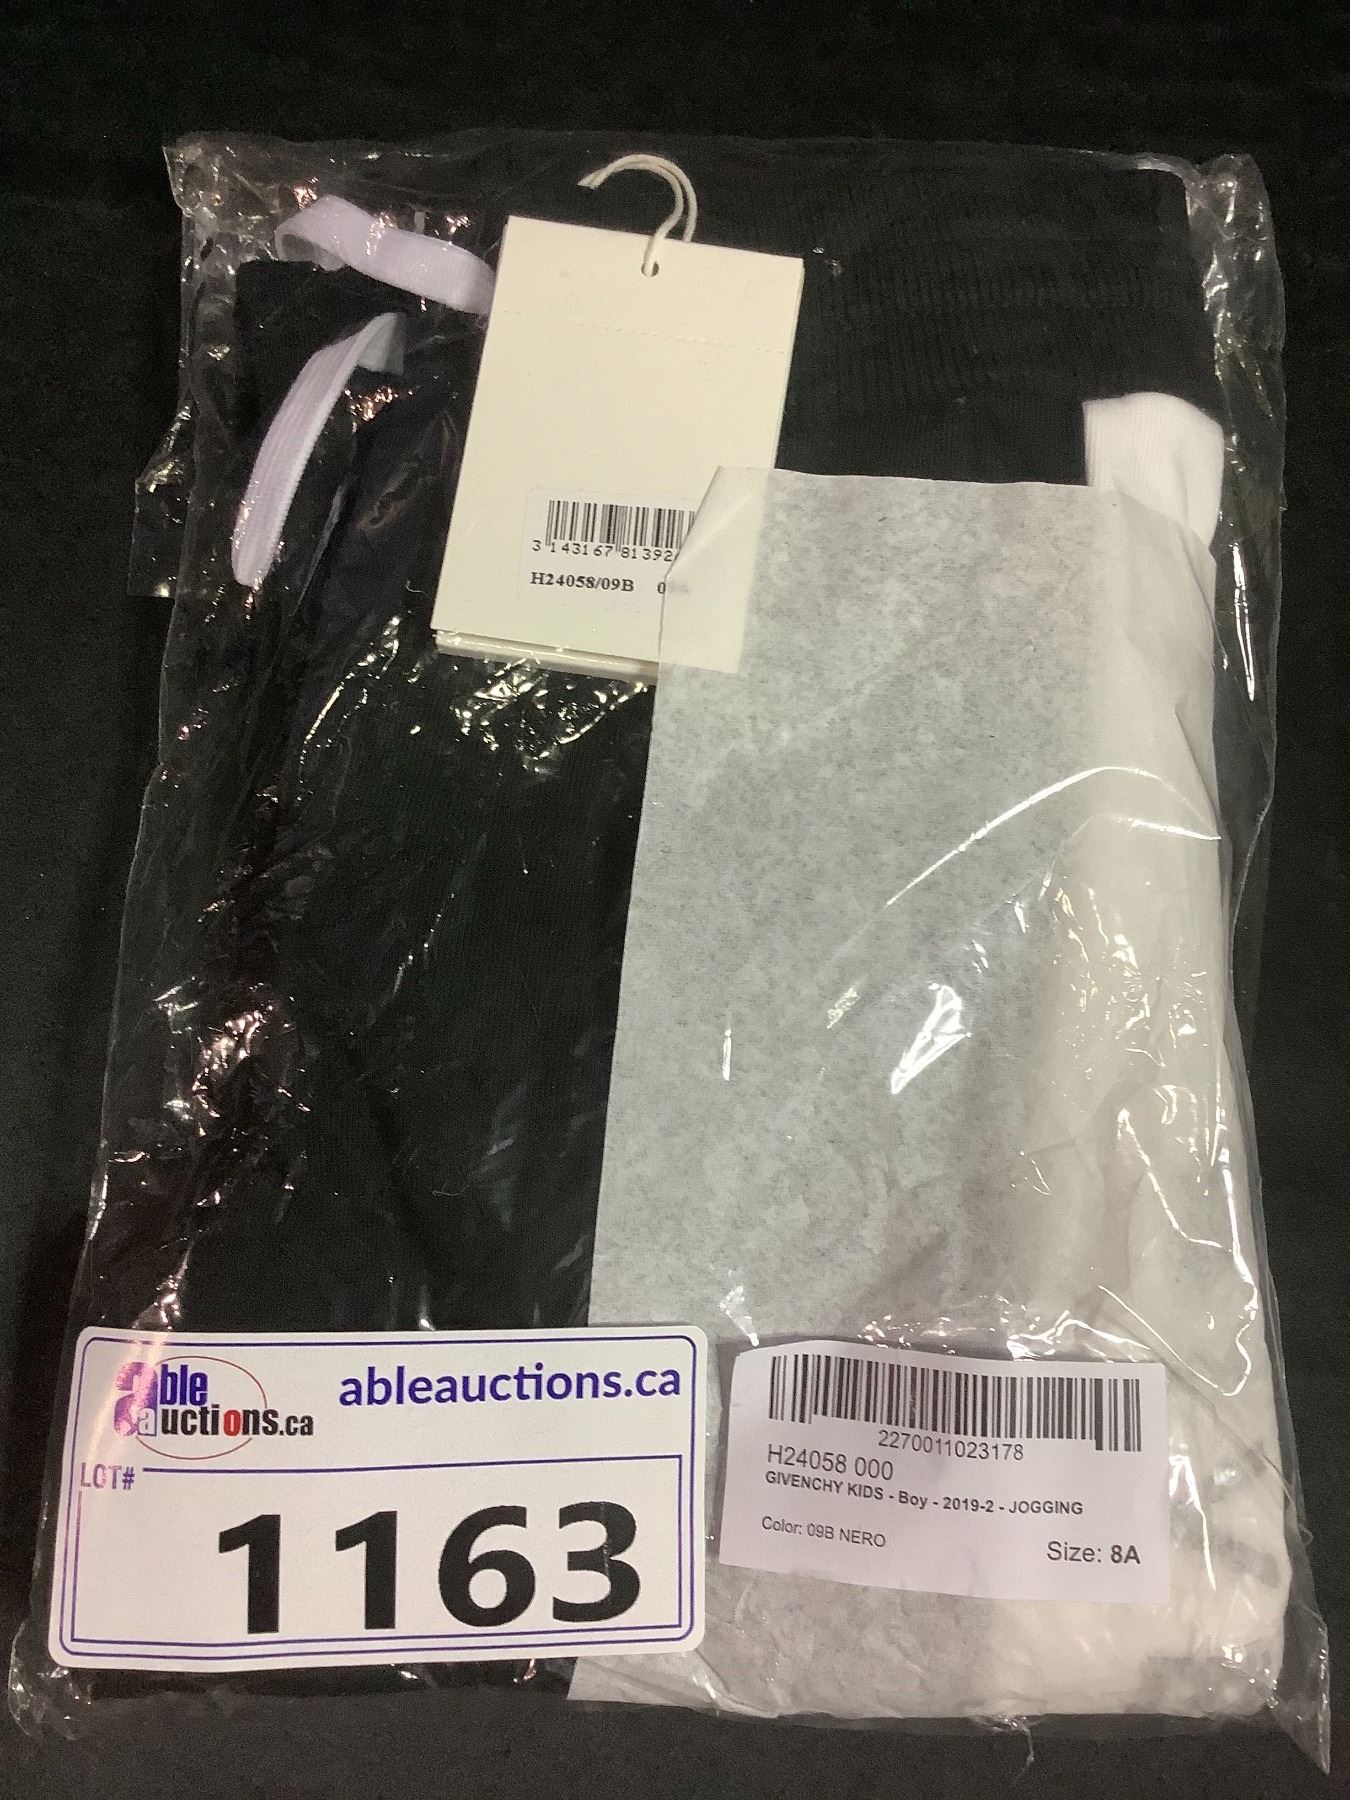 3 143167 81392
H24058/09B
able
auctions.ca
ableauctions.ca
LOT#
1163
2270011023178
H24058 000
GIVENCHY KIDS - Boy - 2019-2 - JOGGING
Color: 09B NERO
Size: 8A